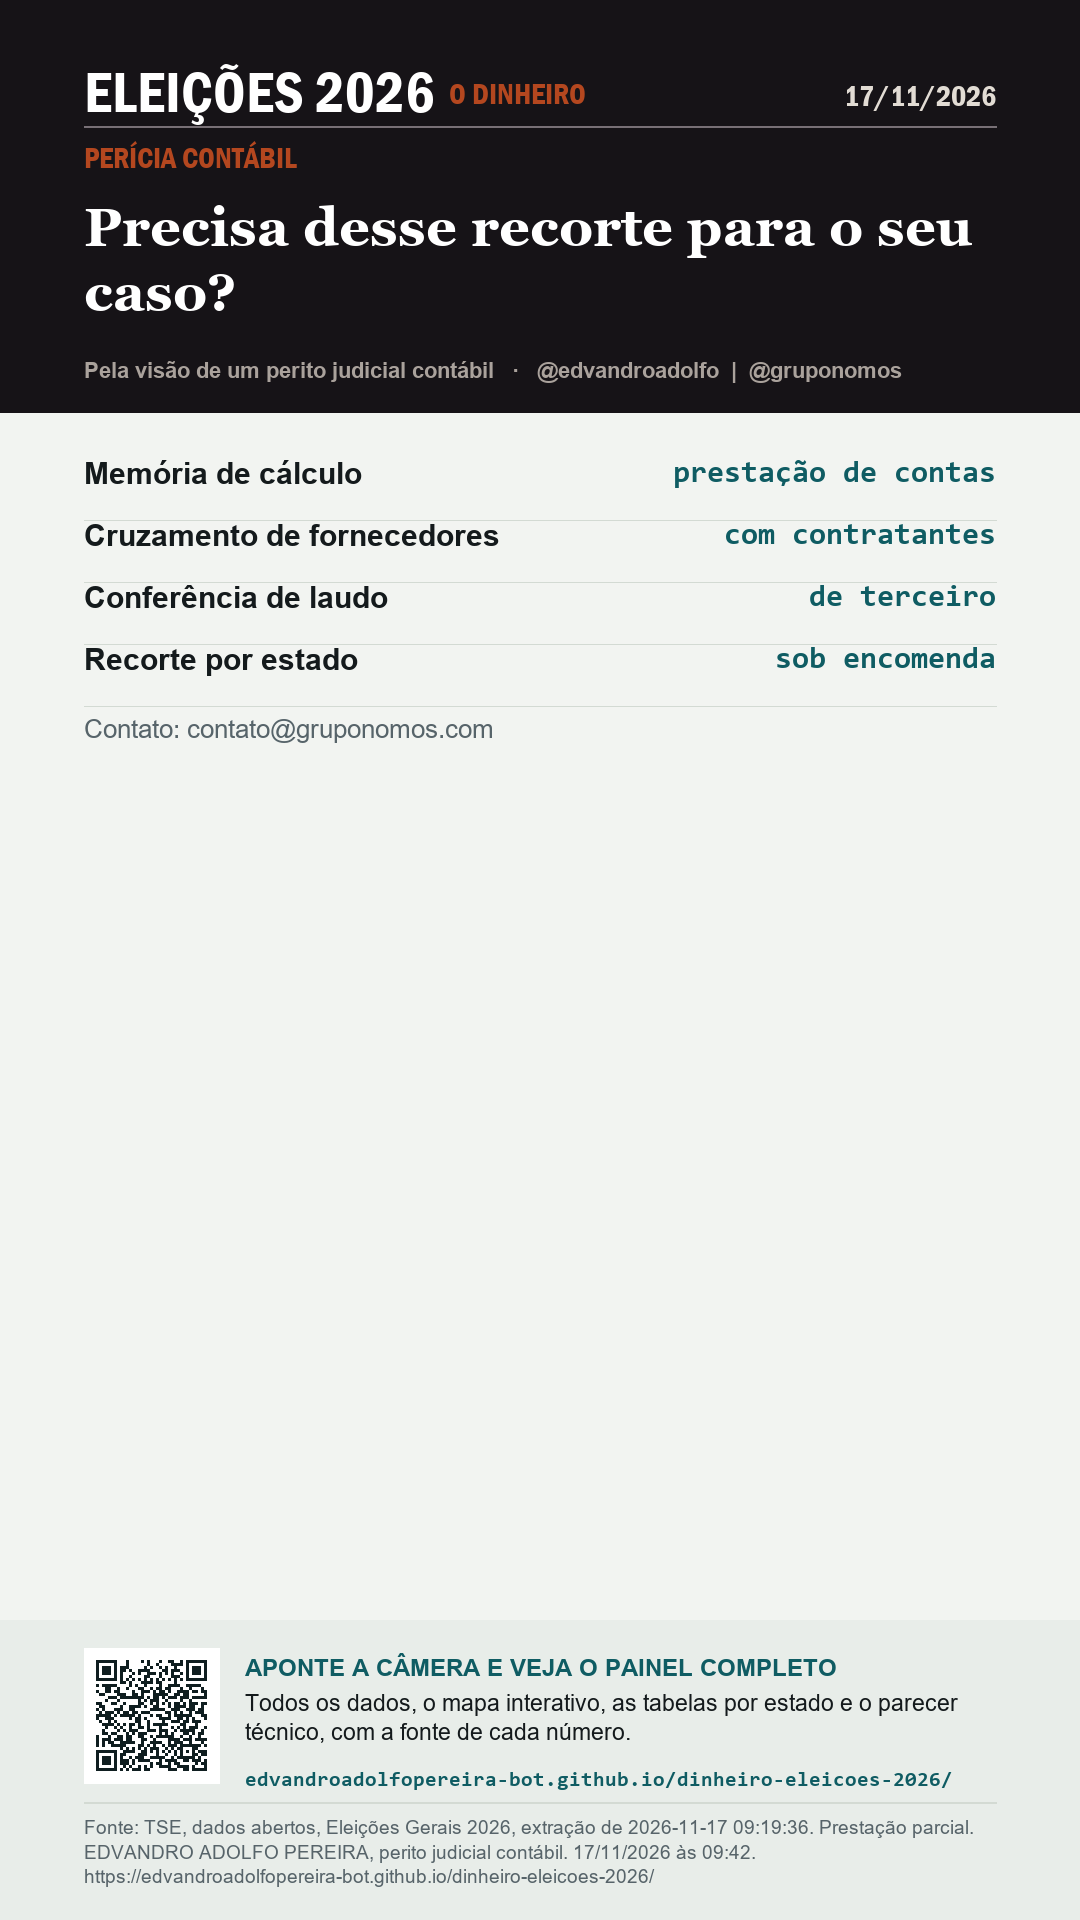 ELEIÇÕES 2026 O DINHEIRO 17/11/2026
PERÍCIA CONTÁBIL
Precisa desse recorte para o seu
caso?
Pela visão de um perito judicial contábil · @edvandroadolfo | @gruponomos
Memória de cálculo prestação de contas
Cruzamento de fornecedores com contratantes
Conferência de laudo de terceiro
Recorte por estado sob encomenda
Contato: contato@gruponomos.com
APONTE A CÂMERA E VEJA O PAINEL COMPLETO
Todos os dados, o mapa interativo, as tabelas por estado e o parecer
técnico, com a fonte de cada número.
edvandroadolfopereira-bot.github.io/dinheiro-eleicoes-2026/
Fonte: TSE, dados abertos, Eleições Gerais 2026, extração de 2026-11-17 09:19:36. Prestação parcial.
EDVANDRO ADOLFO PEREIRA, perito judicial contábil. 17/11/2026 às 09:42.
https://edvandroadolfopereira-bot.github.io/dinheiro-eleicoes-2026/